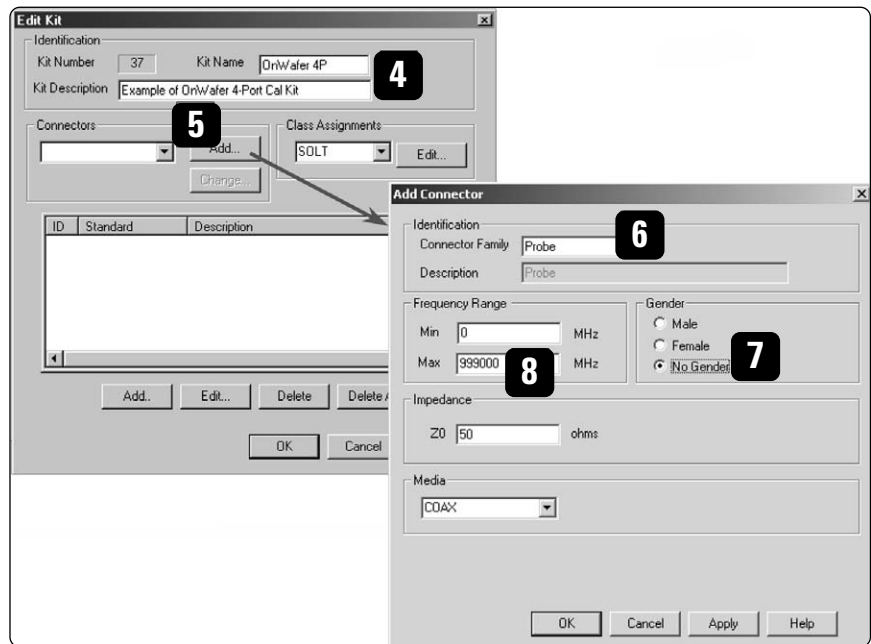 Edit Kit
Identification
Kit Number 37 Kit Name OnWafer 4P
4
Kit Description Example of OnWafer 4-Port Cal Kit
Connectors
5
Add...
Change...
Class Assignments
SOLT Edit...
ID Standard Description
Add.. Edit... Delete Delete
OK Cancel
Add Connector
Identification
Connector Family Probe
6
Description Probe
Frequency Range
Min 0 MHz
Max 999000 MHz
8
Gender
Male
Female
No Gender
7
Impedance
Z0 50 ohms
Media
COAX
OK Cancel Apply Help